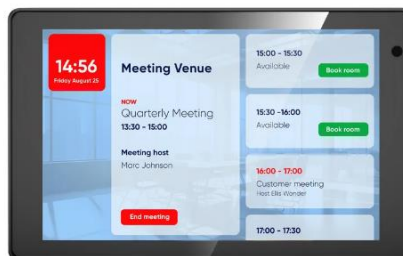 14:56
Friday August 25
Meeting Venue
NOW
Quarterly Meeting
13:30 - 15:00
Meeting host
Marc Johnson
End meeting
15:00 - 15:30
Available
Book room
15:30 -16:00
Available
Book room
16:00 - 17:00
Customer meeting
Host Ellis Wonder
17:00 - 17:30